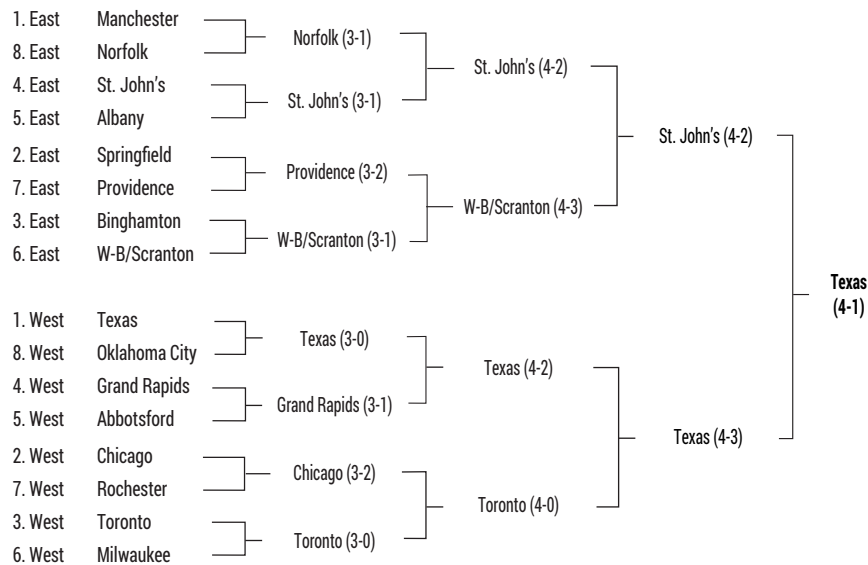 1. East Manchester
8. East Norfolk
Norfolk (3-1)
4. East St. John's
5. East Albany
St. John's (3-1)
St. John's (4-2)
2. East Springfield
7. East Providence
Providence (3-2)
3. East Binghamton
6. East W-B/Scranton
W-B/Scranton (3-1)
W-B/Scranton (4-3)
St. John's (4-2)
1. West Texas
8. West Oklahoma City
Texas (3-0)
4. West Grand Rapids
5. West Abbotsford
Grand Rapids (3-1)
Texas (4-2)
2. West Chicago
7. West Rochester
Chicago (3-2)
3. West Toronto
6. West Milwaukee
Toronto (3-0)
Toronto (4-0)
Texas (4-3)
Texas
(4-1)